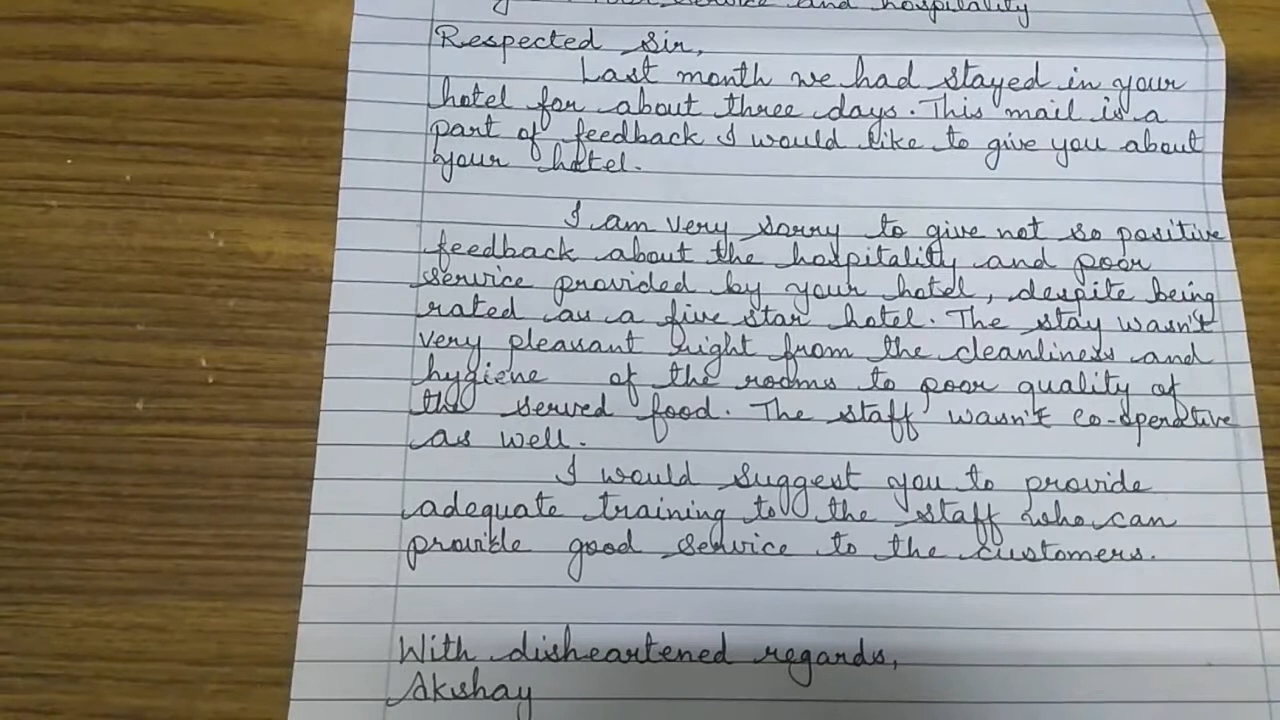 service and hospitality
Respected Sir,
Last month we had stayed in your
hotel for about three days. This mail is a
part of feedback I would like to give you about
your hotel.
I am very sorry to give not so positive
feedback about the hospitality and poor
service provided by your hotel, despite being
rated as a five star hotel. The stay wasn't
very pleasant right from the cleanliness and
hygiene of the rooms to poor quality of
the served food. The staff wasn't co-operative
as well.
I would suggest you to provide
adequate training to the staff who can
provide good service to the customers.
With disheartened regards,
Akshay